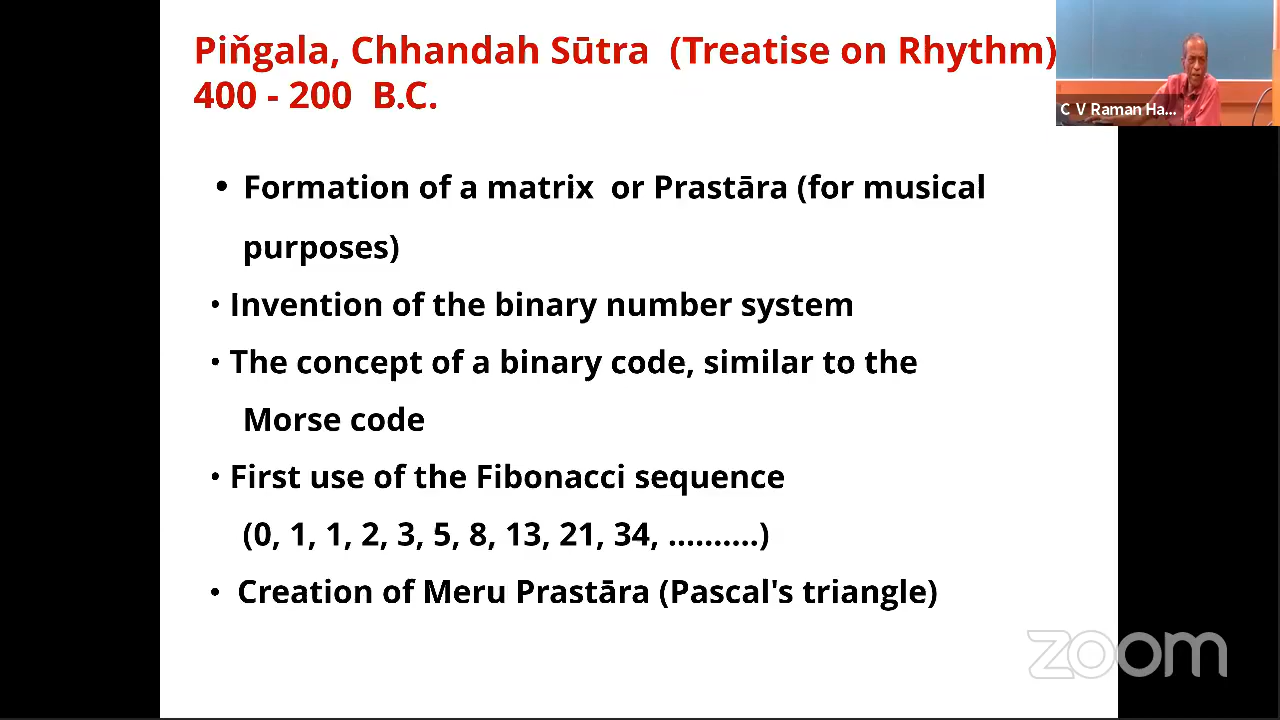 Piňgala, Chhandah Sūtra (Treatise on Rhythm)
400 - 200 B.C.
C V Raman Ha...
• Formation of a matrix or Prastāra (for musical
purposes)
• Invention of the binary number system
• The concept of a binary code, similar to the
Morse code
• First use of the Fibonacci sequence
(0, 1, 1, 2, 3, 5, 8, 13, 21, 34, ..........)
• Creation of Meru Prastāra (Pascal's triangle)
zoom